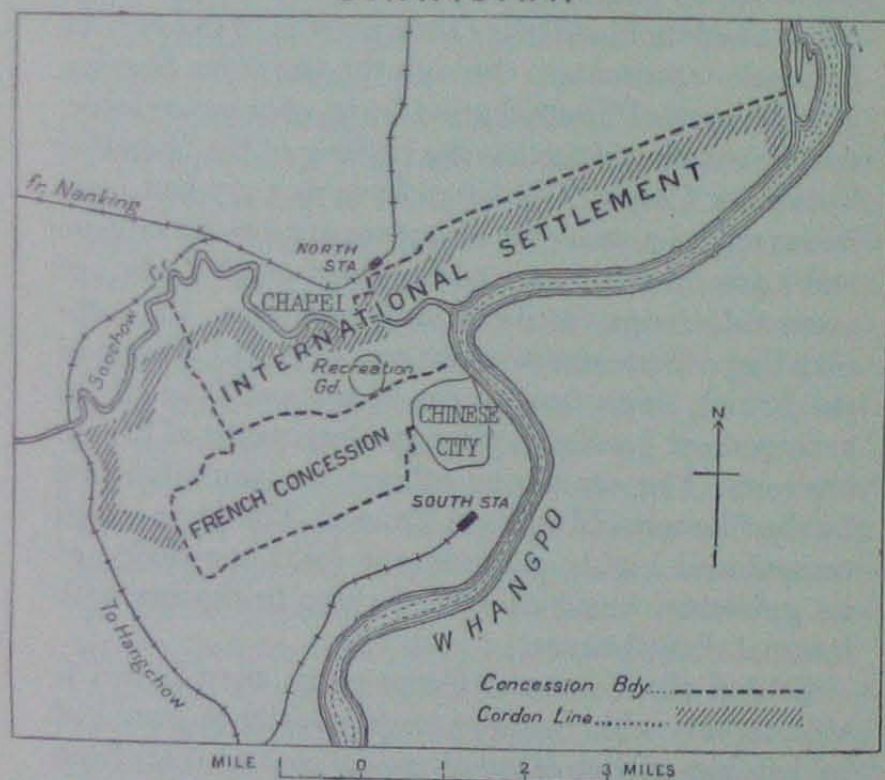 fr. Nanking
NORTH STA
CHAPEI
Soochow Cr.
INTERNATIONAL SETTLEMENT
Recreation Gd.
CHINESE CITY
FRENCH CONCESSION
SOUTH STA
N
WHANGPO
To Hangchow
Concession Bdy....
Cordon Line........
MILE 1 0 1 2 3 MILES